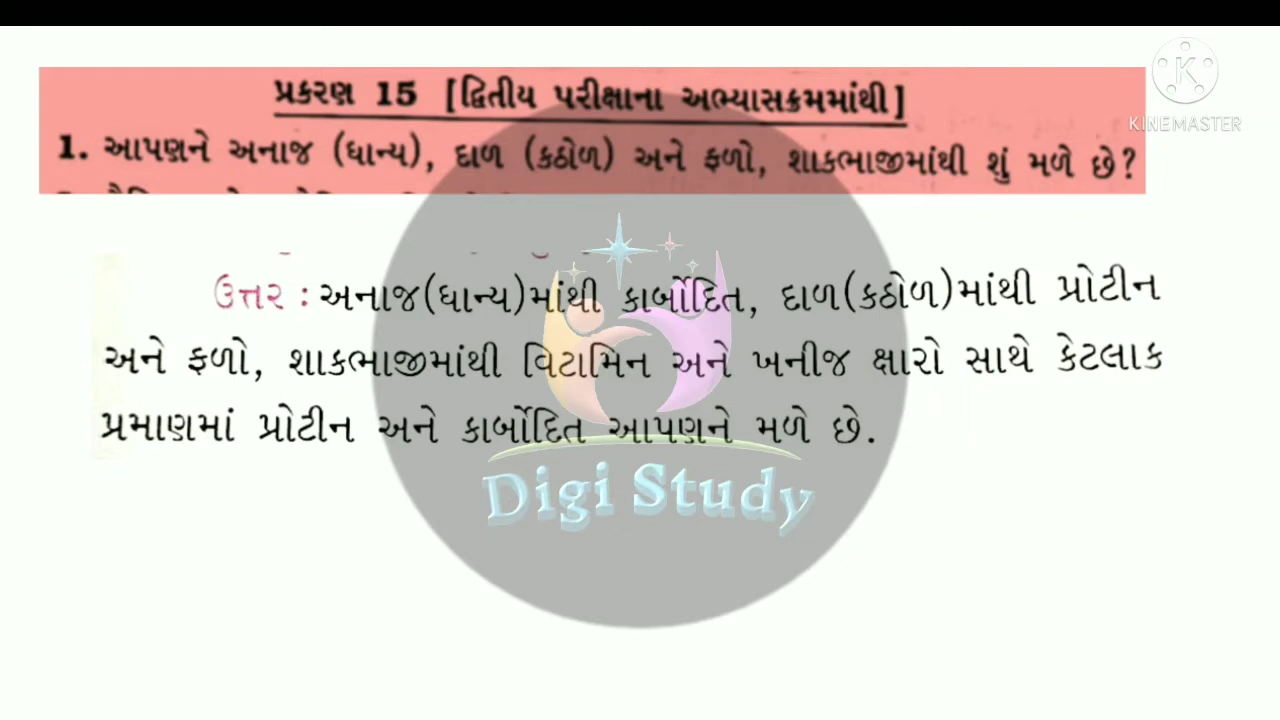 પ્રકરણ 15 [દ્વિતીય પરીક્ષાના અભ્યાસક્રમમાંથી]
1. આપણને અનાજ (ધાન્ય), દાળ (કઠોળ) અને ફળો, શાકભાજીમાંથી શું મળે છે?
ઉત્તર : અનાજ(ધાન્ય)માંથી કાર્બોદિત, દાળ(કઠોળ)માંથી પ્રોટીન
અને ફળો, શાકભાજીમાંથી વિટામિન અને ખનીજ ક્ષારો સાથે કેટલાક
પ્રમાણમાં પ્રોટીન અને કાર્બોદિત આપણને મળે છે.
Digi Study
K
KINEMASTER